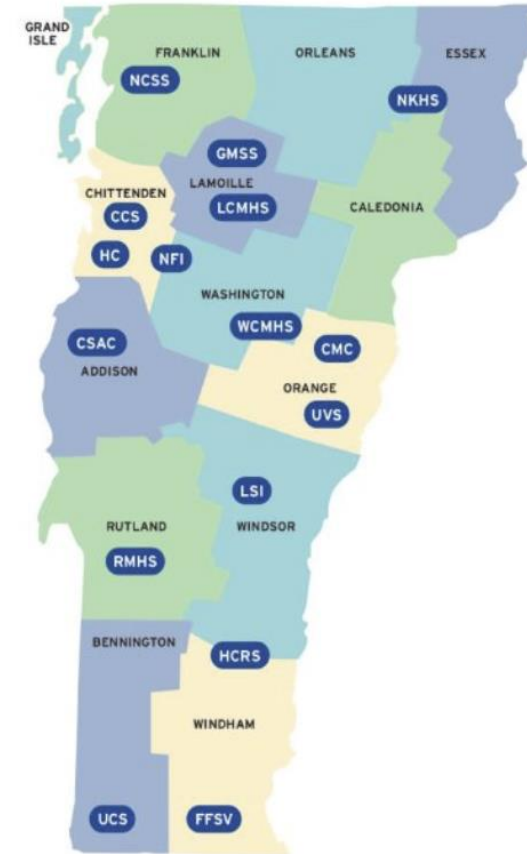 GRAND
ISLE
FRANKLIN
ORLEANS
ESSEX
NCSS
NKHS
GMSS
LAMOILLE
LCMHS
CHITTENDEN
CCS
CALEDONIA
HC
NFI
WASHINGTON
WCMHS
CSAC
ADDISON
CMC
ORANGE
UVS
LSI
RUTLAND
WINDSOR
RMHS
BENNINGTON
HCRS
WINDHAM
UCS
FFSV